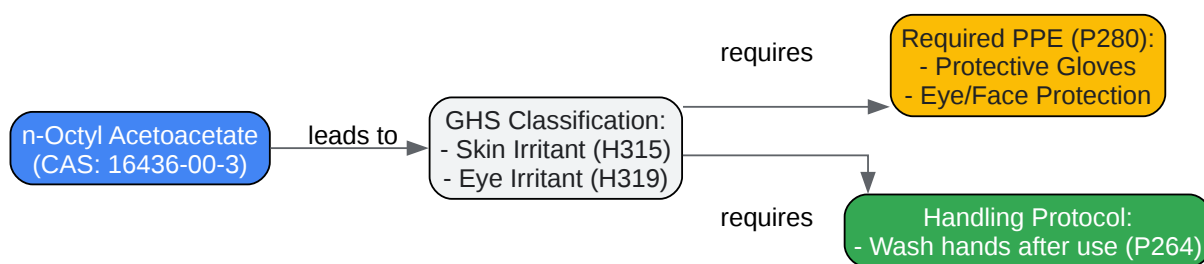 n-Octyl Acetoacetate
(CAS: 16436-00-3)
leads to
GHS Classification:
- Skin Irritant (H315)
- Eye Irritant (H319)
requires
Required PPE (P280):
- Protective Gloves
- Eye/Face Protection
requires
Handling Protocol:
- Wash hands after use (P264)